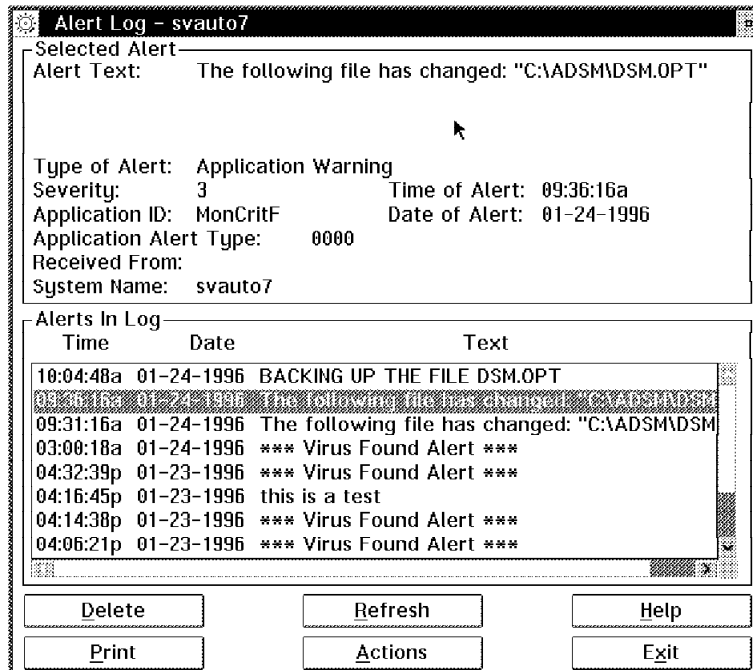 Alert Log - svauto7
Selected Alert
Alert Text: The following file has changed: "C:\ADSM\DSM.OPT"
Type of Alert: Application Warning
Severity: 3 Time of Alert: 09:36:16a
Application ID: MonCritF Date of Alert: 01-24-1996
Application Alert Type: 0000
Received From:
System Name: svauto7
Alerts In Log
Time Date Text
10:04:48a 01-24-1996 BACKING UP THE FILE DSM.OPT
09:36:16a 01-24-1996 The following file has changed: "C:\ADSM\DSM
09:31:16a 01-24-1996 The following file has changed: "C:\ADSM\DSM
03:00:18a 01-24-1996 *** Virus Found Alert ***
04:32:39p 01-23-1996 *** Virus Found Alert ***
04:16:45p 01-23-1996 this is a test
04:14:38p 01-23-1996 *** Virus Found Alert ***
04:06:21p 01-23-1996 *** Virus Found Alert ***
Delete Refresh Help
Print Actions Exit